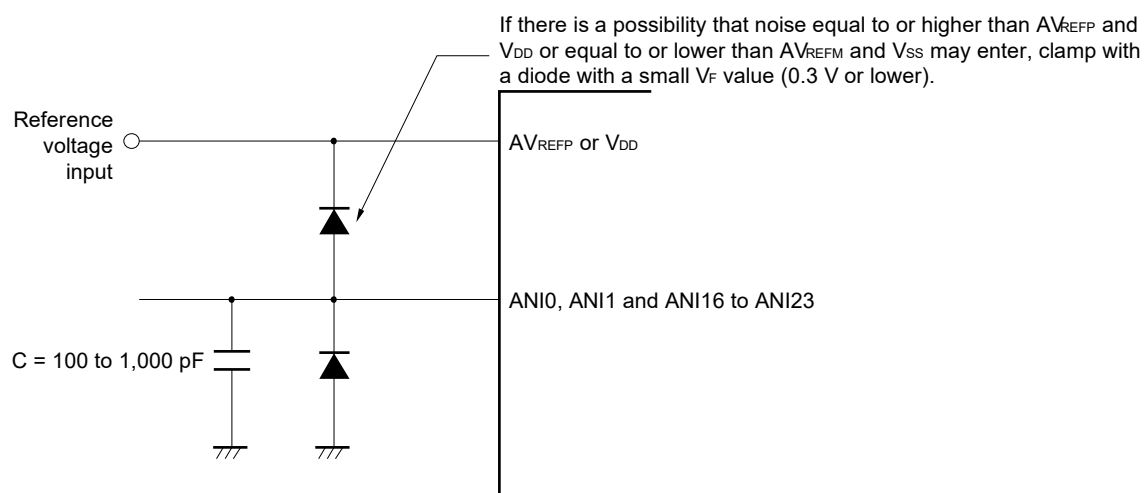 If there is a possibility that noise equal to or higher than AVREFP and
VDD or equal to or lower than AVREFM and VSS may enter, clamp with
a diode with a small VF value (0.3 V or lower).
Reference
voltage
input
AVREFP or VDD
ANI0, ANI1 and ANI16 to ANI23
C = 100 to 1,000 pF